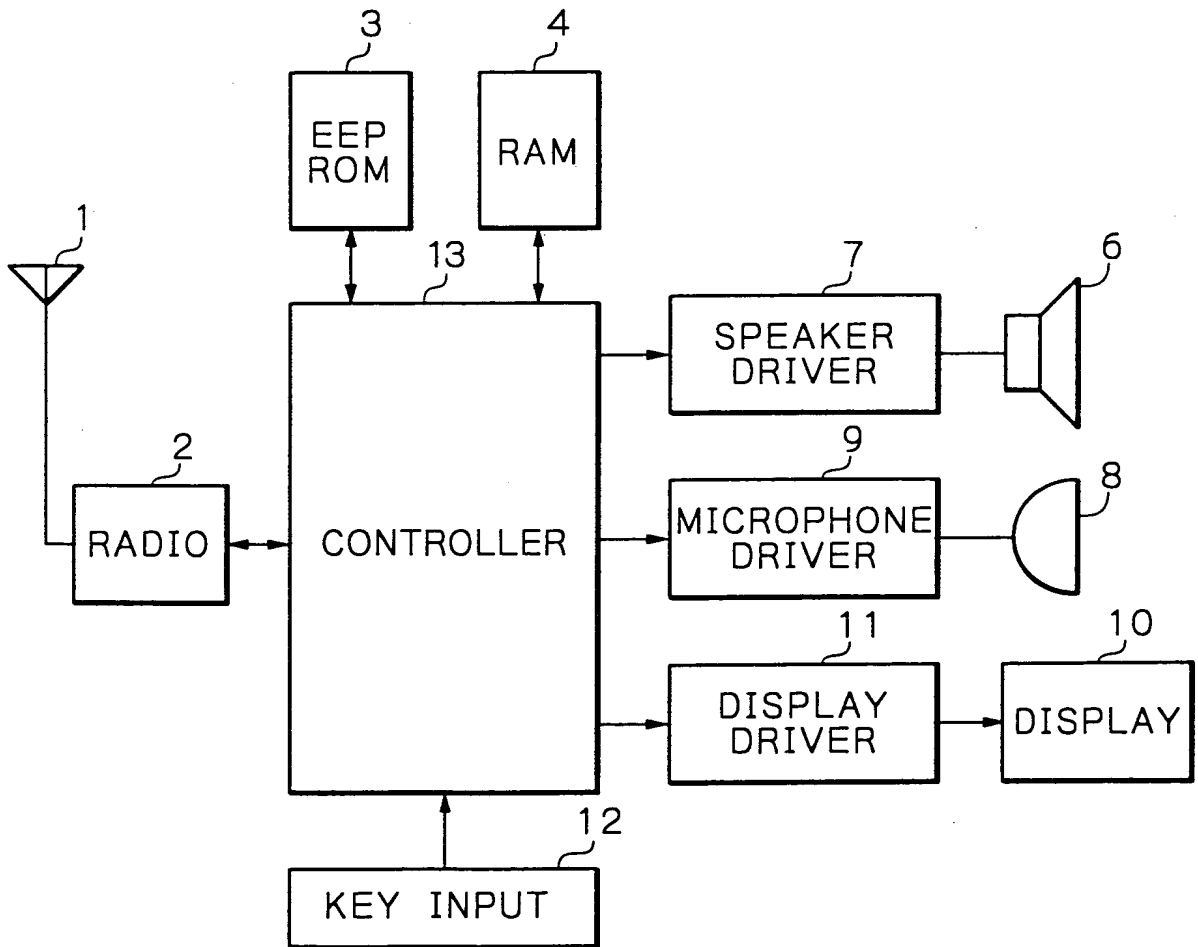 3
4
EEP
ROM
RAM
1
13
7
6
SPEAKER
DRIVER
2
9
8
RADIO
CONTROLLER
MICROPHONE
DRIVER
11
10
DISPLAY
DRIVER
DISPLAY
12
KEY INPUT